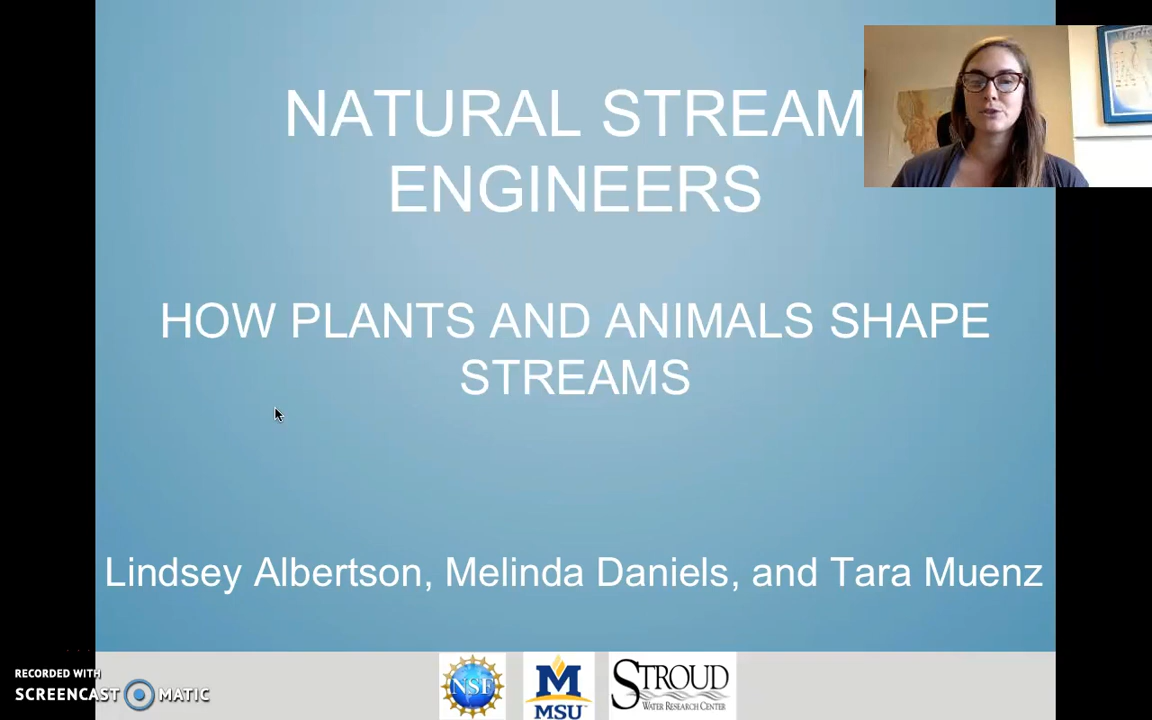 NATURAL STREAM
ENGINEERS
HOW PLANTS AND ANIMALS SHAPE
STREAMS
Lindsey Albertson, Melinda Daniels, and Tara Muenz
RECORDED WITH
SCREENCAST MATIC
NSF
MSU
STROUD
WATER RESEARCH CENTER